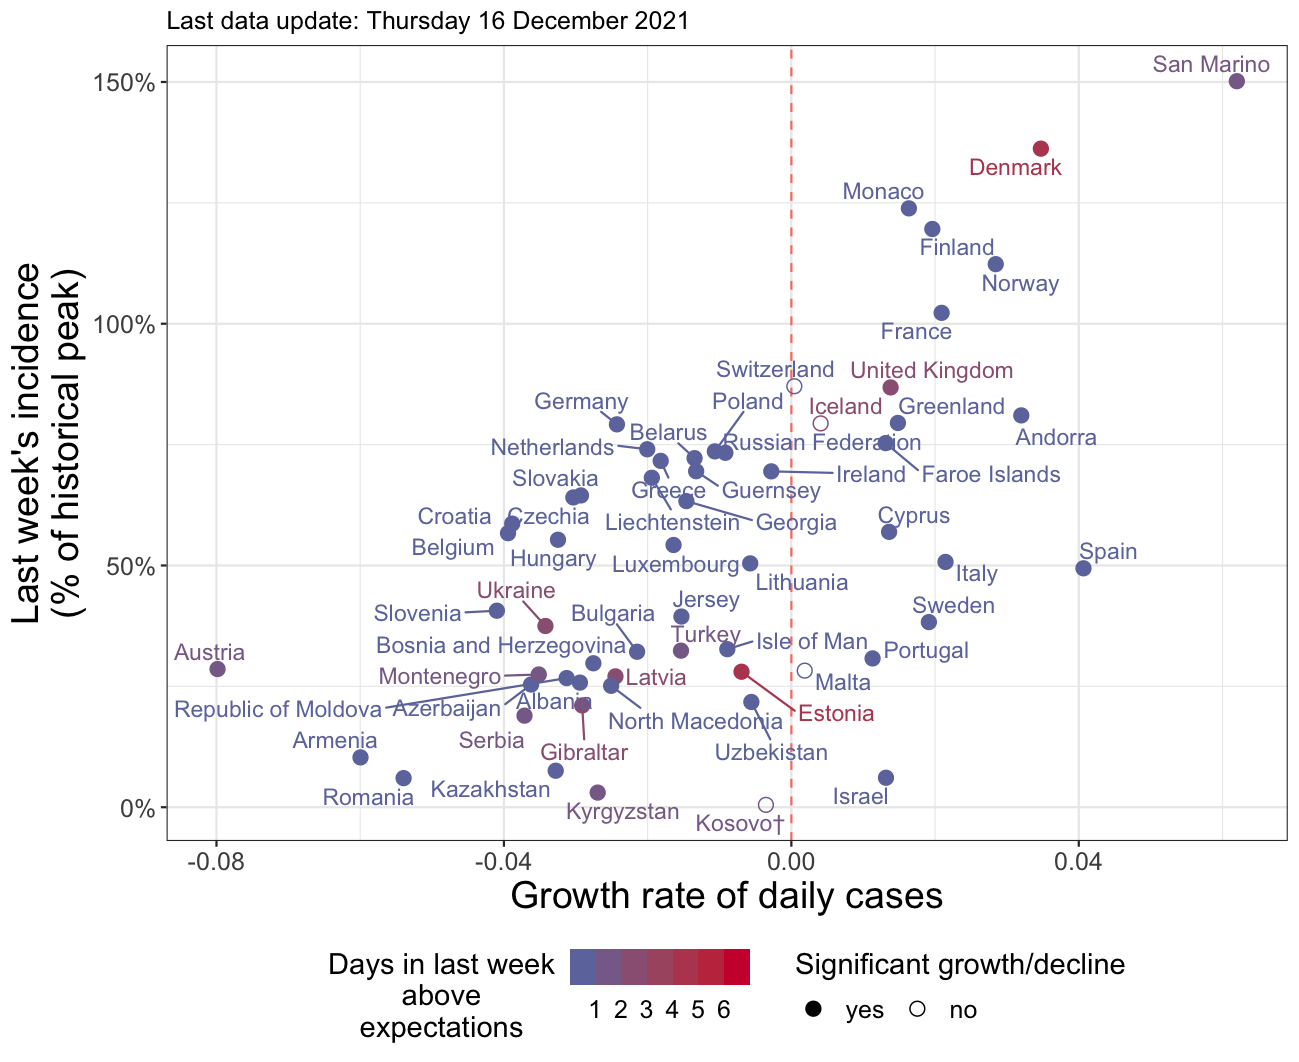 Last data update: Thursday 16 December 2021
Last week's incidence
(% of historical peak)
150%
100%
50%
0%
San Marino
Denmark
Monaco
Finland
Norway
France
Switzerland
United Kingdom
Germany
Poland
Iceland
Greenland
Belarus
Russian Federation
Andorra
Netherlands
Slovakia
Greece
Guernsey
Ireland
Faroe Islands
Croatia
Czechia
Liechtenstein
Georgia
Cyprus
Belgium
Hungary
Luxembourg
Lithuania
Italy
Spain
Ukraine
Slovenia
Bulgaria
Jersey
Sweden
Bosnia and Herzegovina
Turkey
Isle of Man
Portugal
Austria
Montenegro
Latvia
Malta
Republic of Moldova
Azerbaijan
Albania
North Macedonia
Estonia
Armenia
Serbia
Gibraltar
Uzbekistan
Romania
Kazakhstan
Kyrgyzstan
Kosovo†
Israel
-0.08
-0.04
0.00
0.04
Growth rate of daily cases
Days in last week
above
expectations
1 2 3 4 5 6
Significant growth/decline
yes
no